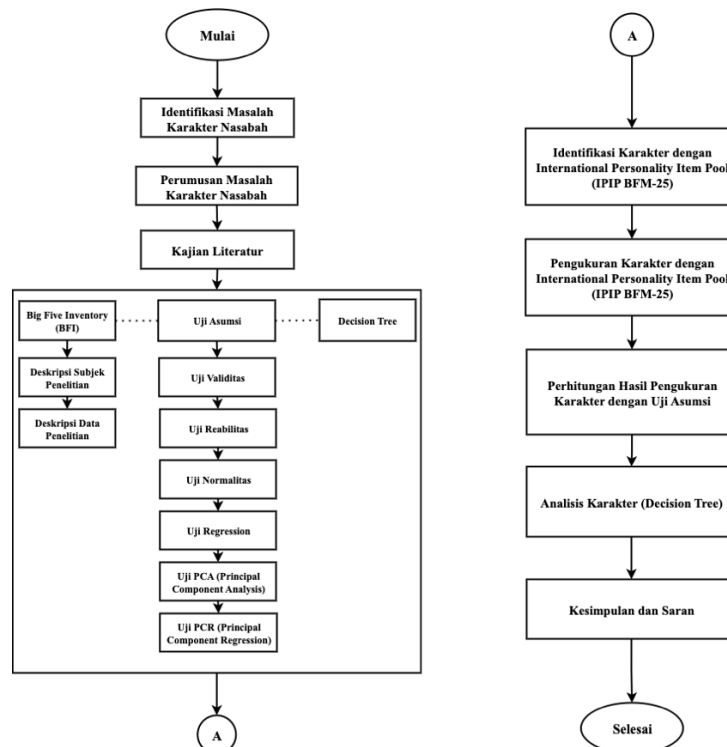 Mulai
Identifikasi Masalah
Karakter Nasabah
Perumusan Masalah
Karakter Nasabah
Kajian Literatur
Big Five Inventory
(BFI)
Deskripsi Subjek
Penelitian
Deskripsi Data
Penelitian
Uji Asumsi
Uji Validitas
Uji Reabilitas
Uji Normalitas
Uji Regression
Uji PCA (Principal
Component Analysis)
Uji PCR (Principal
Component Regression)
Decision Tree
A
A
Identifikasi Karakter dengan
International Personality Item Pool
(IPIP BFM-25)
Pengukuran Karakter dengan
International Personality Item Pool
(IPIP BFM-25)
Perhitungan Hasil Pengukuran
Karakter dengan Uji Asumsi
Analisis Karakter (Decision Tree)
Kesimpulan dan Saran
Selesai